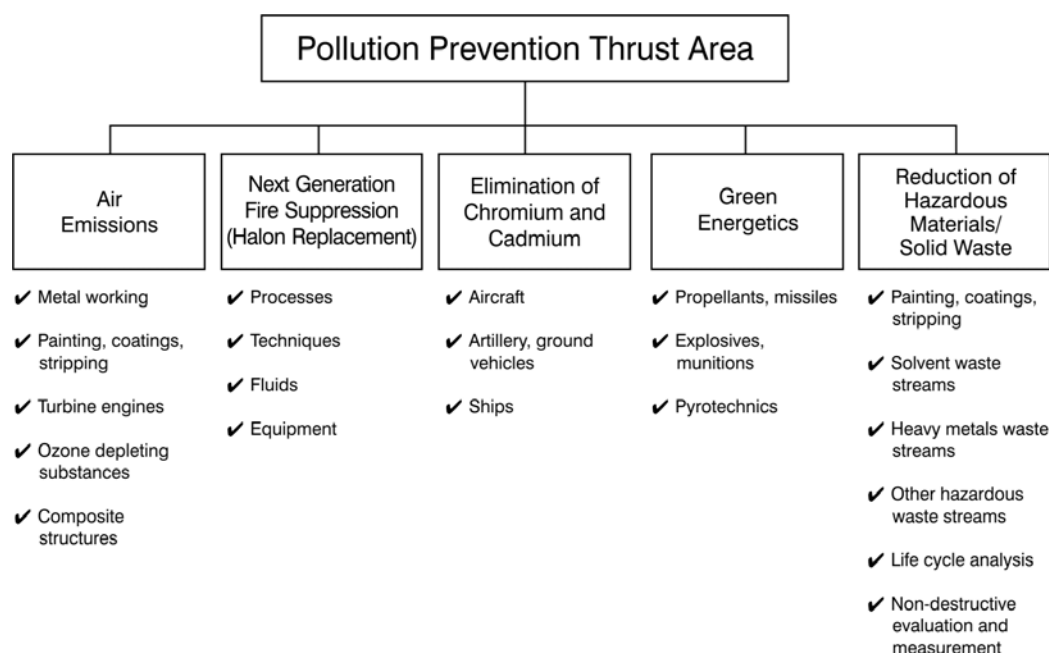 Pollution Prevention Thrust Area
Air
Emissions
✔ Metal working
✔ Painting, coatings,
stripping
✔ Turbine engines
✔ Ozone depleting
substances
✔ Composite
structures
Next Generation
Fire Suppression
(Halon Replacement)
✔ Processes
✔ Techniques
✔ Fluids
✔ Equipment
Elimination of
Chromium and
Cadmium
✔ Aircraft
✔ Artillery, ground
vehicles
✔ Ships
Green
Energetics
✔ Propellants, missiles
✔ Explosives,
munitions
✔ Pyrotechnics
Reduction of
Hazardous
Materials/
Solid Waste
✔ Painting, coatings,
stripping
✔ Solvent waste
streams
✔ Heavy metals waste
streams
✔ Other hazardous
waste streams
✔ Life cycle analysis
✔ Non-destructive
evaluation and
measurement